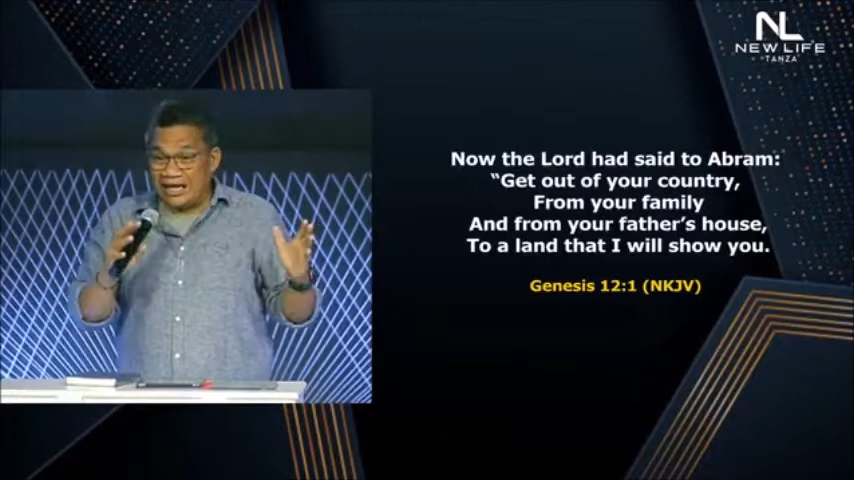 NL
NEW LIFE
TANZA
Now the Lord had said to Abram:
“Get out of your country,
From your family
And from your father’s house,
To a land that I will show you.
Genesis 12:1 (NKJV)